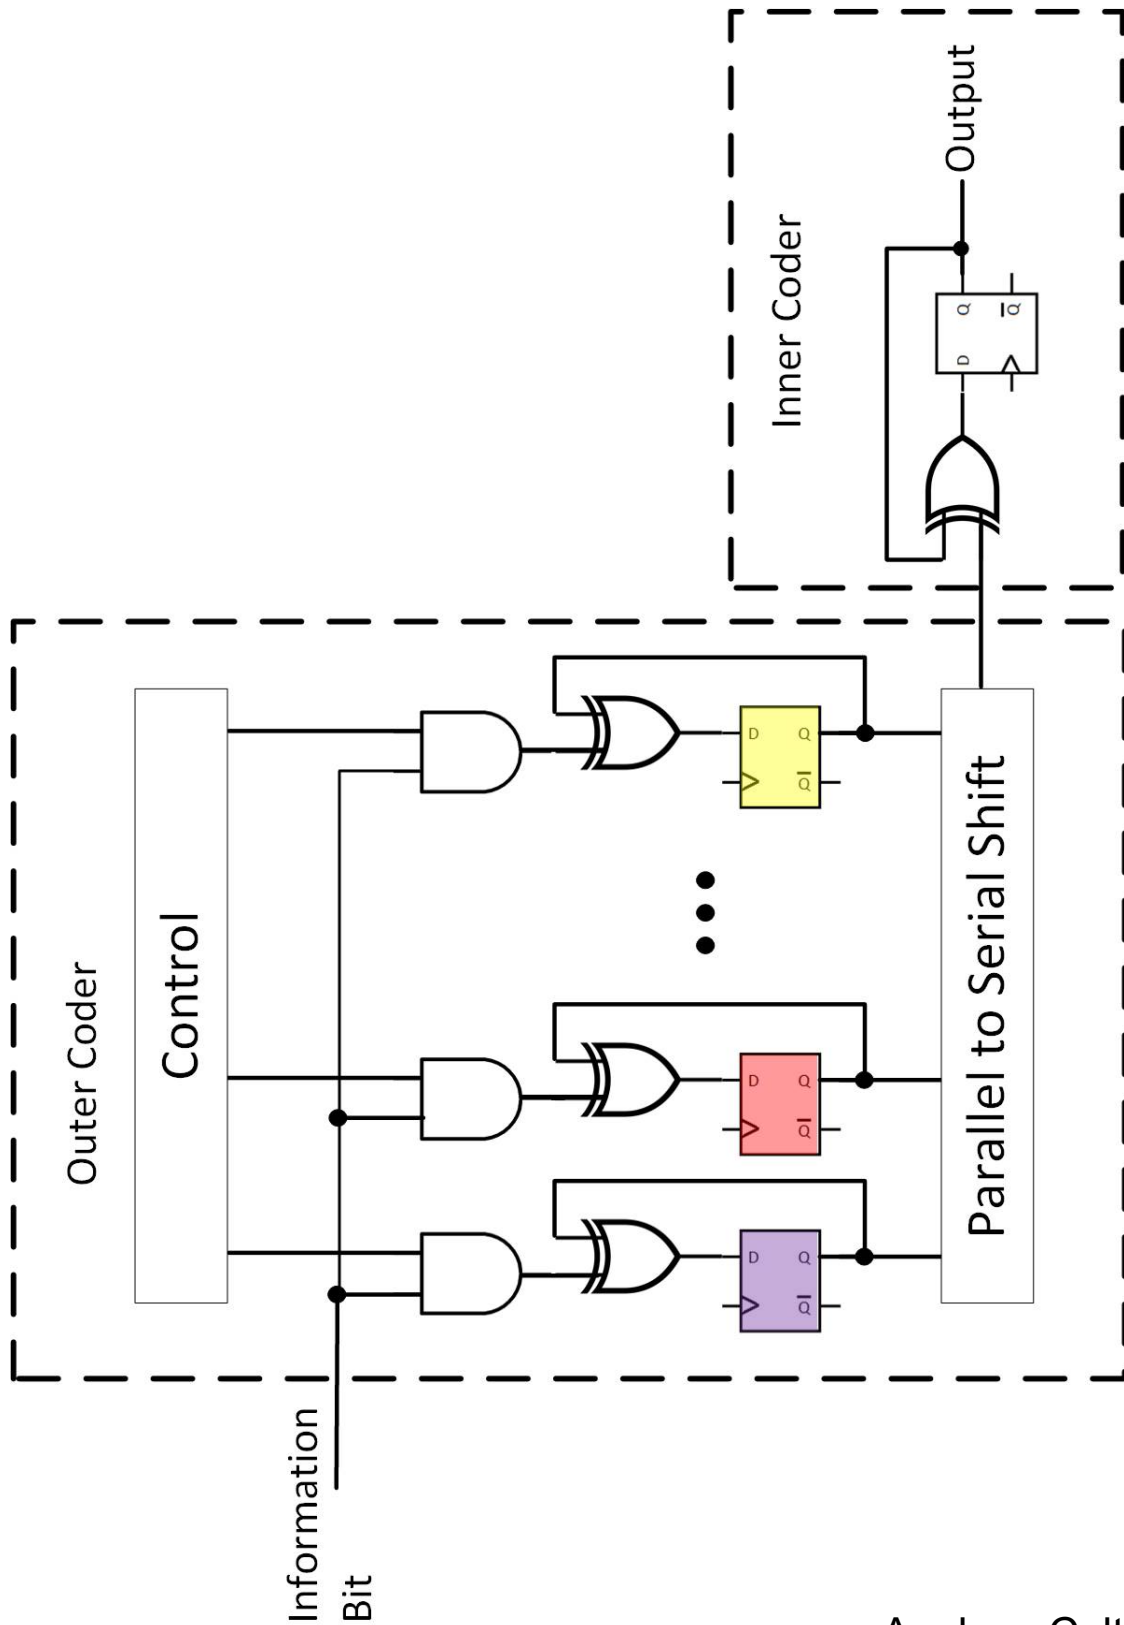 Outer Coder
Control
Information
Bit
D
Q
Q̅
D
Q
Q̅
D
Q
Q̅
Parallel to Serial Shift
Inner Coder
D
Q
Q̅
Output